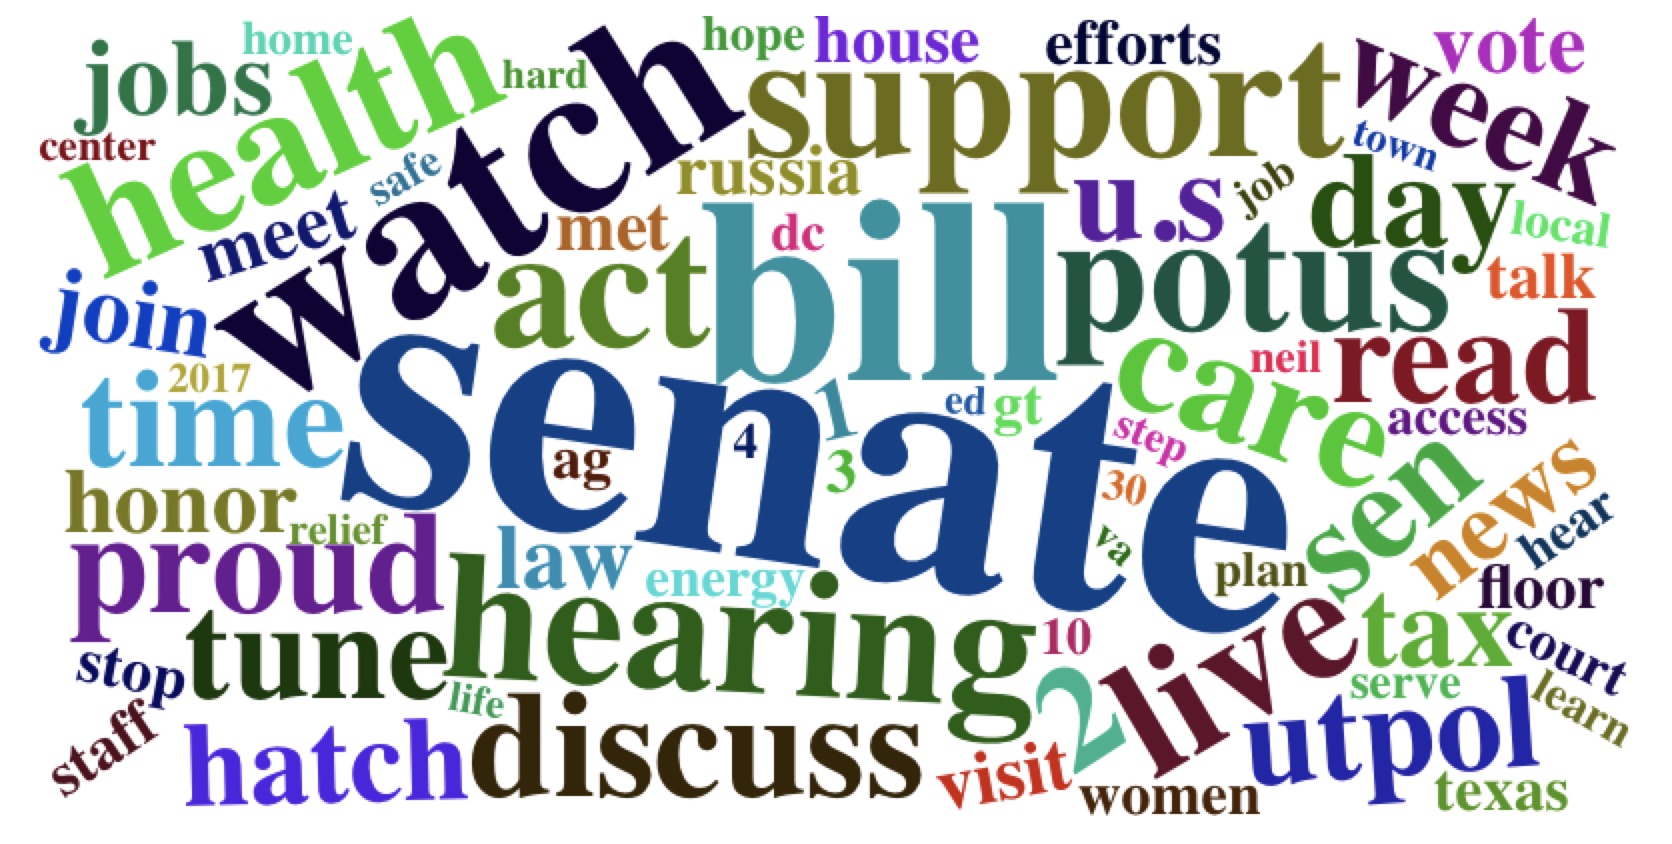 jobs
home
health
hard
watch
hope
house
efforts
support
vote
week
center
safe
meet
russia
town
job
met
dc
u.s
day
local
join
act
bill
potus
talk
2017
time
senate
neil
read
care
access
1
ed
gt
step
4
ag
3
30
sen
news
honor
relief
va
hear
proud
law
energy
plan
floor
hearing
tune
10
live
tax
court
stop
life
2
serve
learn
staff
hatch
discuss
visit
women
utpol
texas